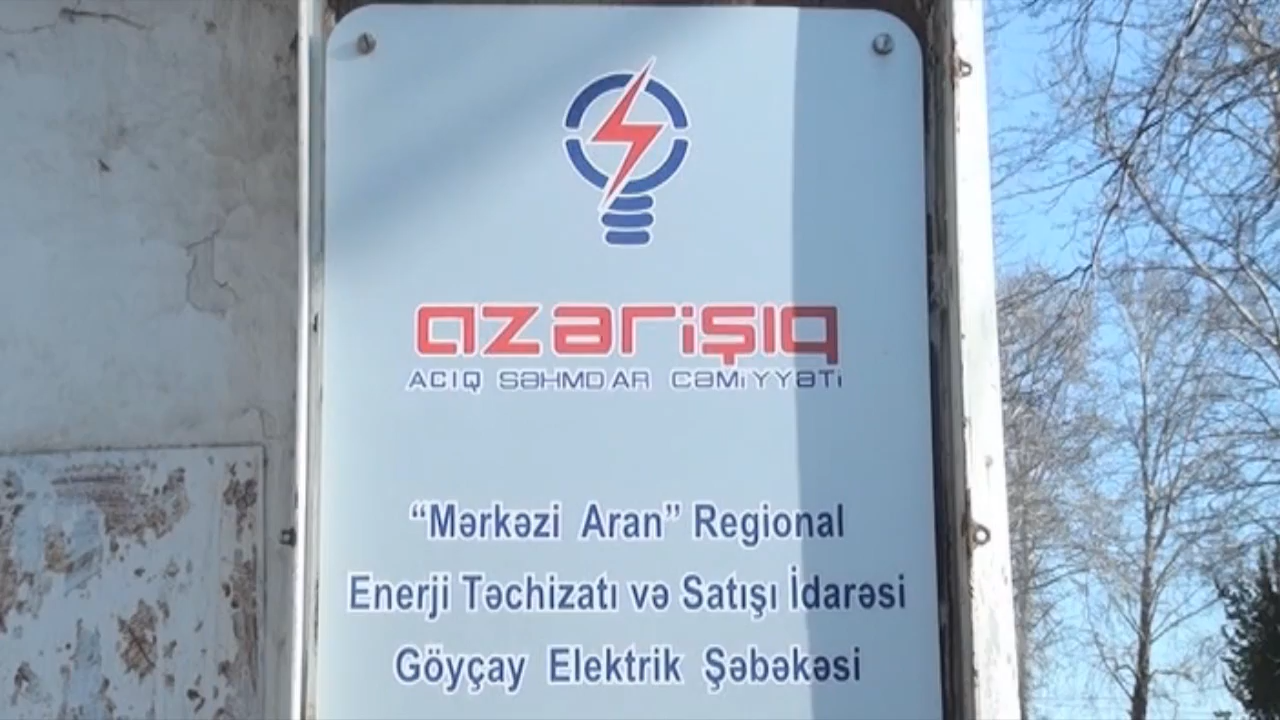 azərişıq
ACIQ SƏHMDAR CƏMİYYƏTİ
“Mərkəzi Aran” Regional
Enerji Təchizatı və Satışı İdarəsi
Göyçay Elektrik Şəbəkəsi